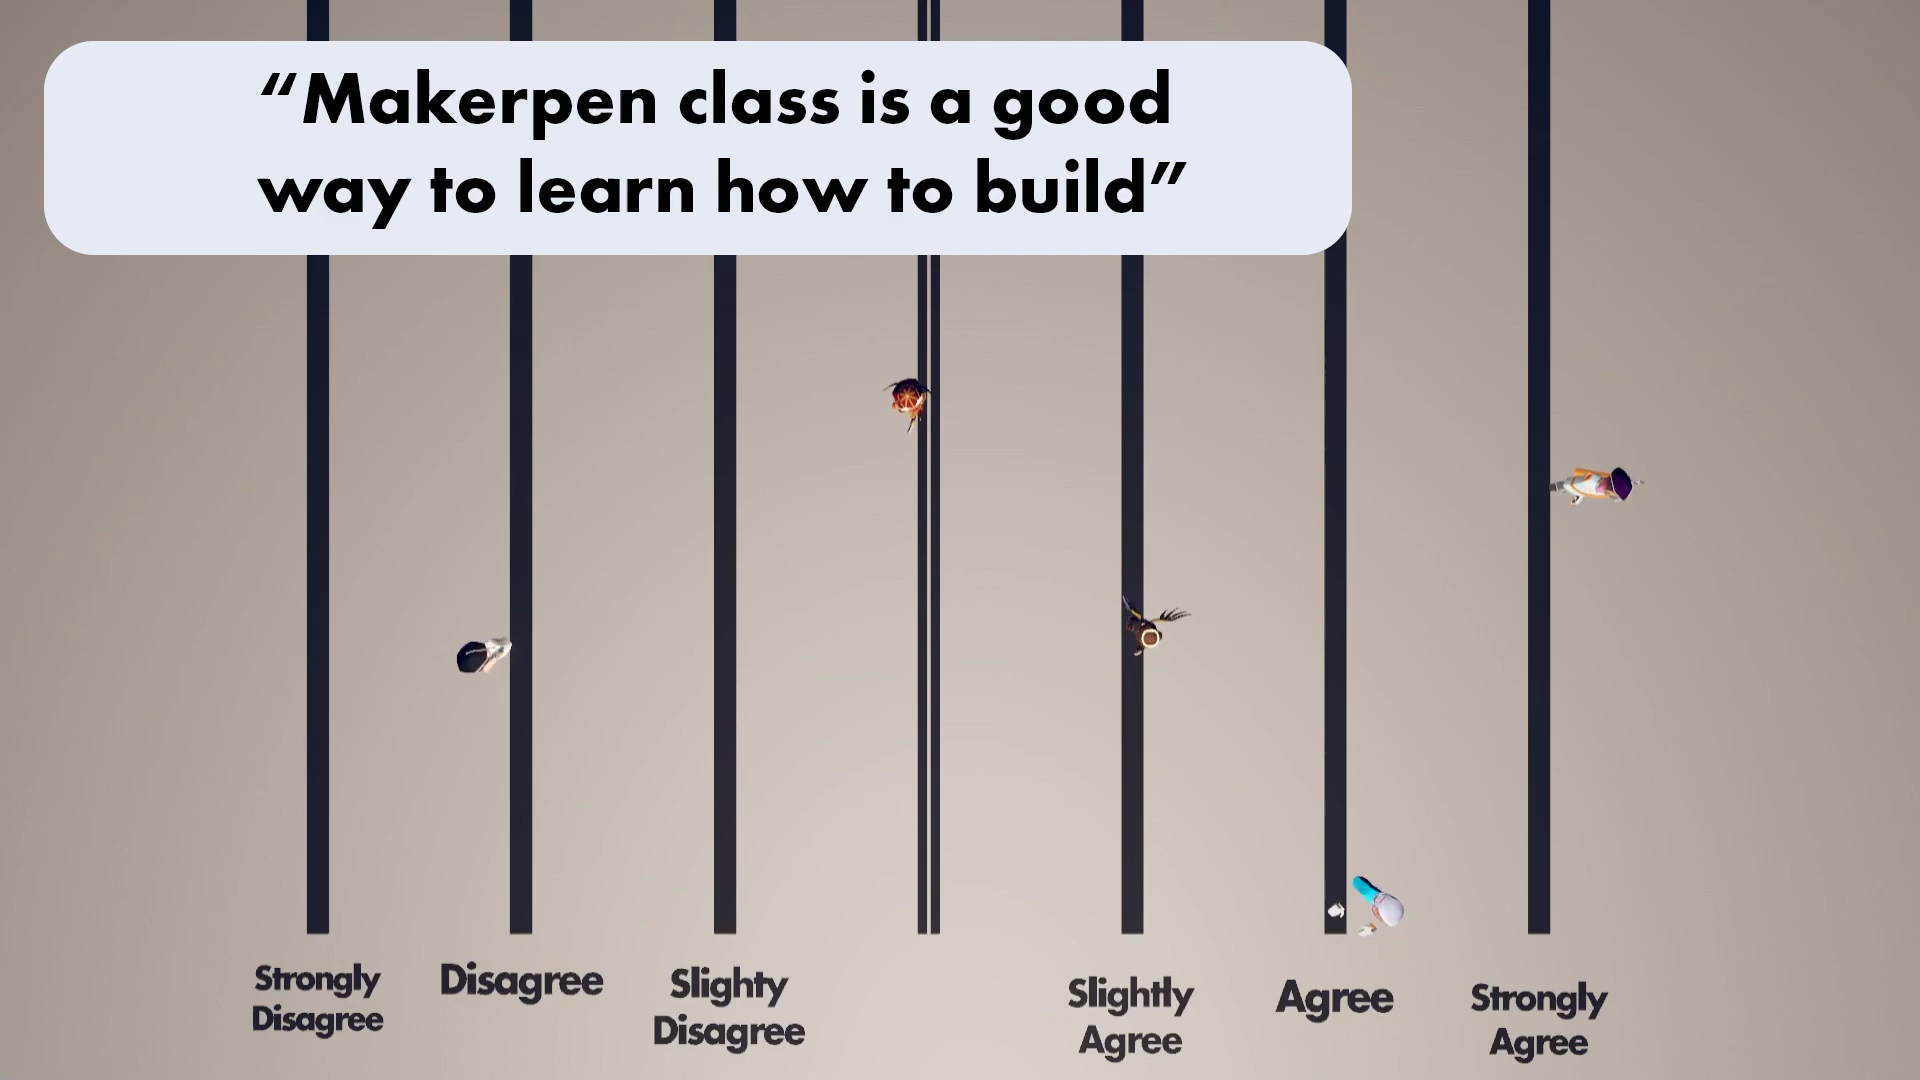 “Makerpen class is a good
way to learn how to build”
Strongly
Disagree
Disagree
Slighty
Disagree
Slightly
Agree
Agree
Strongly
Agree